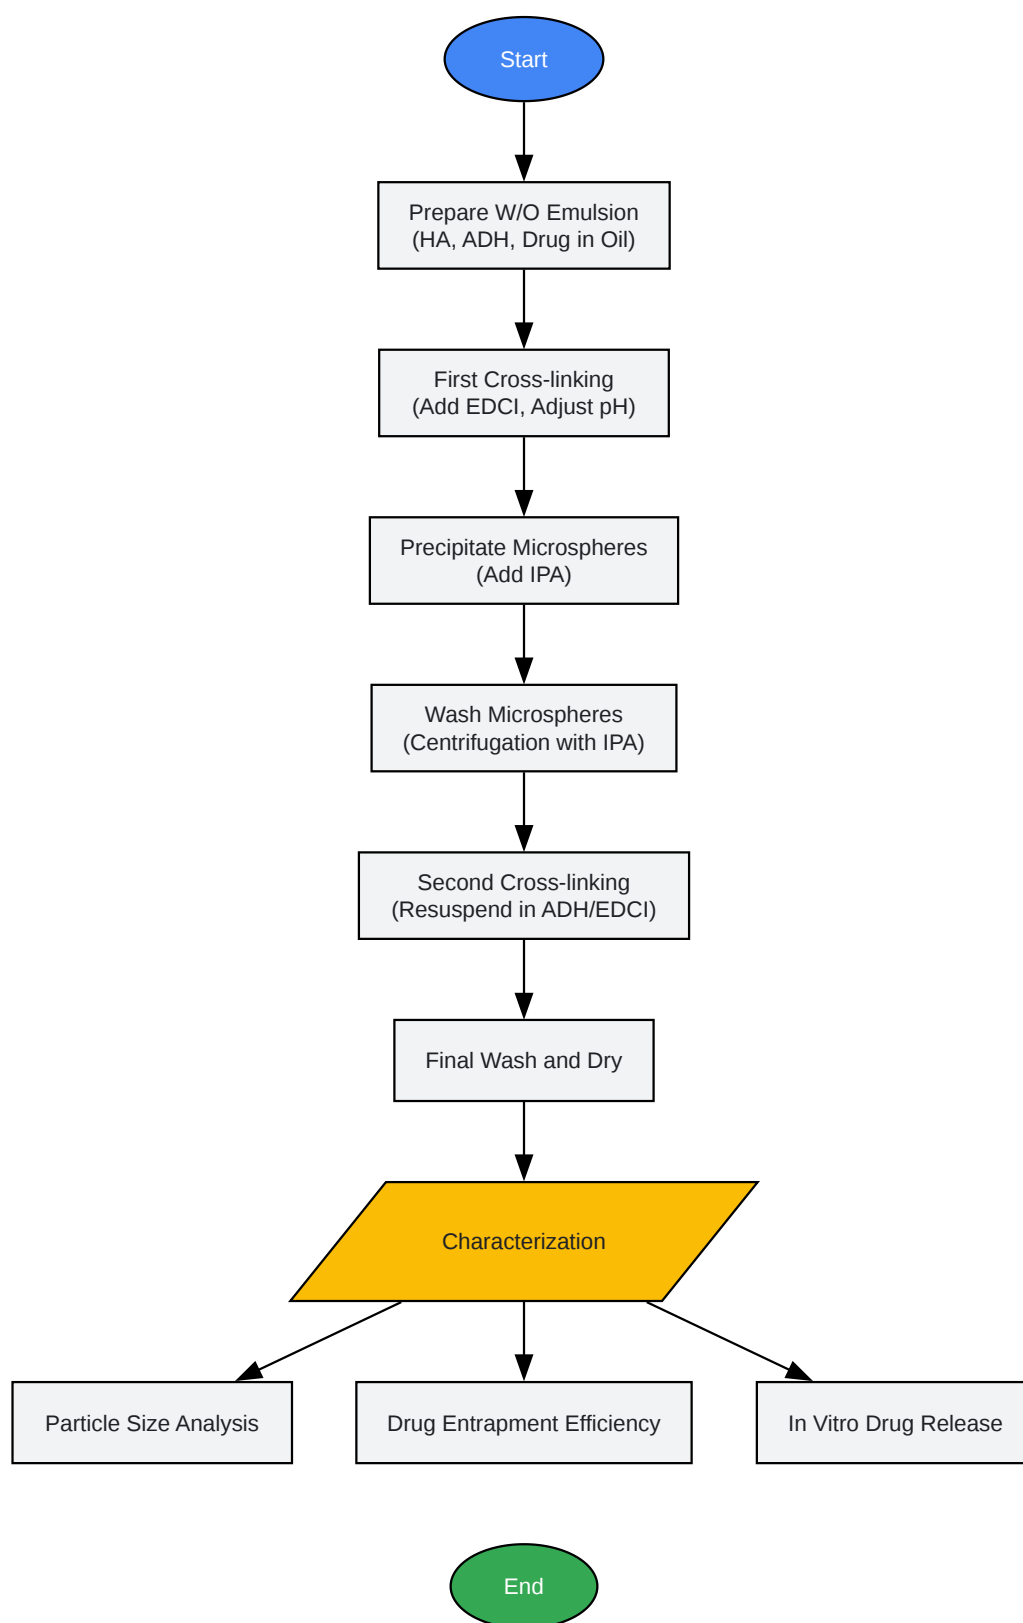 Start
Prepare W/O Emulsion
(HA, ADH, Drug in Oil)
First Cross-linking
(Add EDCI, Adjust pH)
Precipitate Microspheres
(Add IPA)
Wash Microspheres
(Centrifugation with IPA)
Second Cross-linking
(Resuspend in ADH/EDCI)
Final Wash and Dry
Characterization
Particle Size Analysis
Drug Entrapment Efficiency
In Vitro Drug Release
End